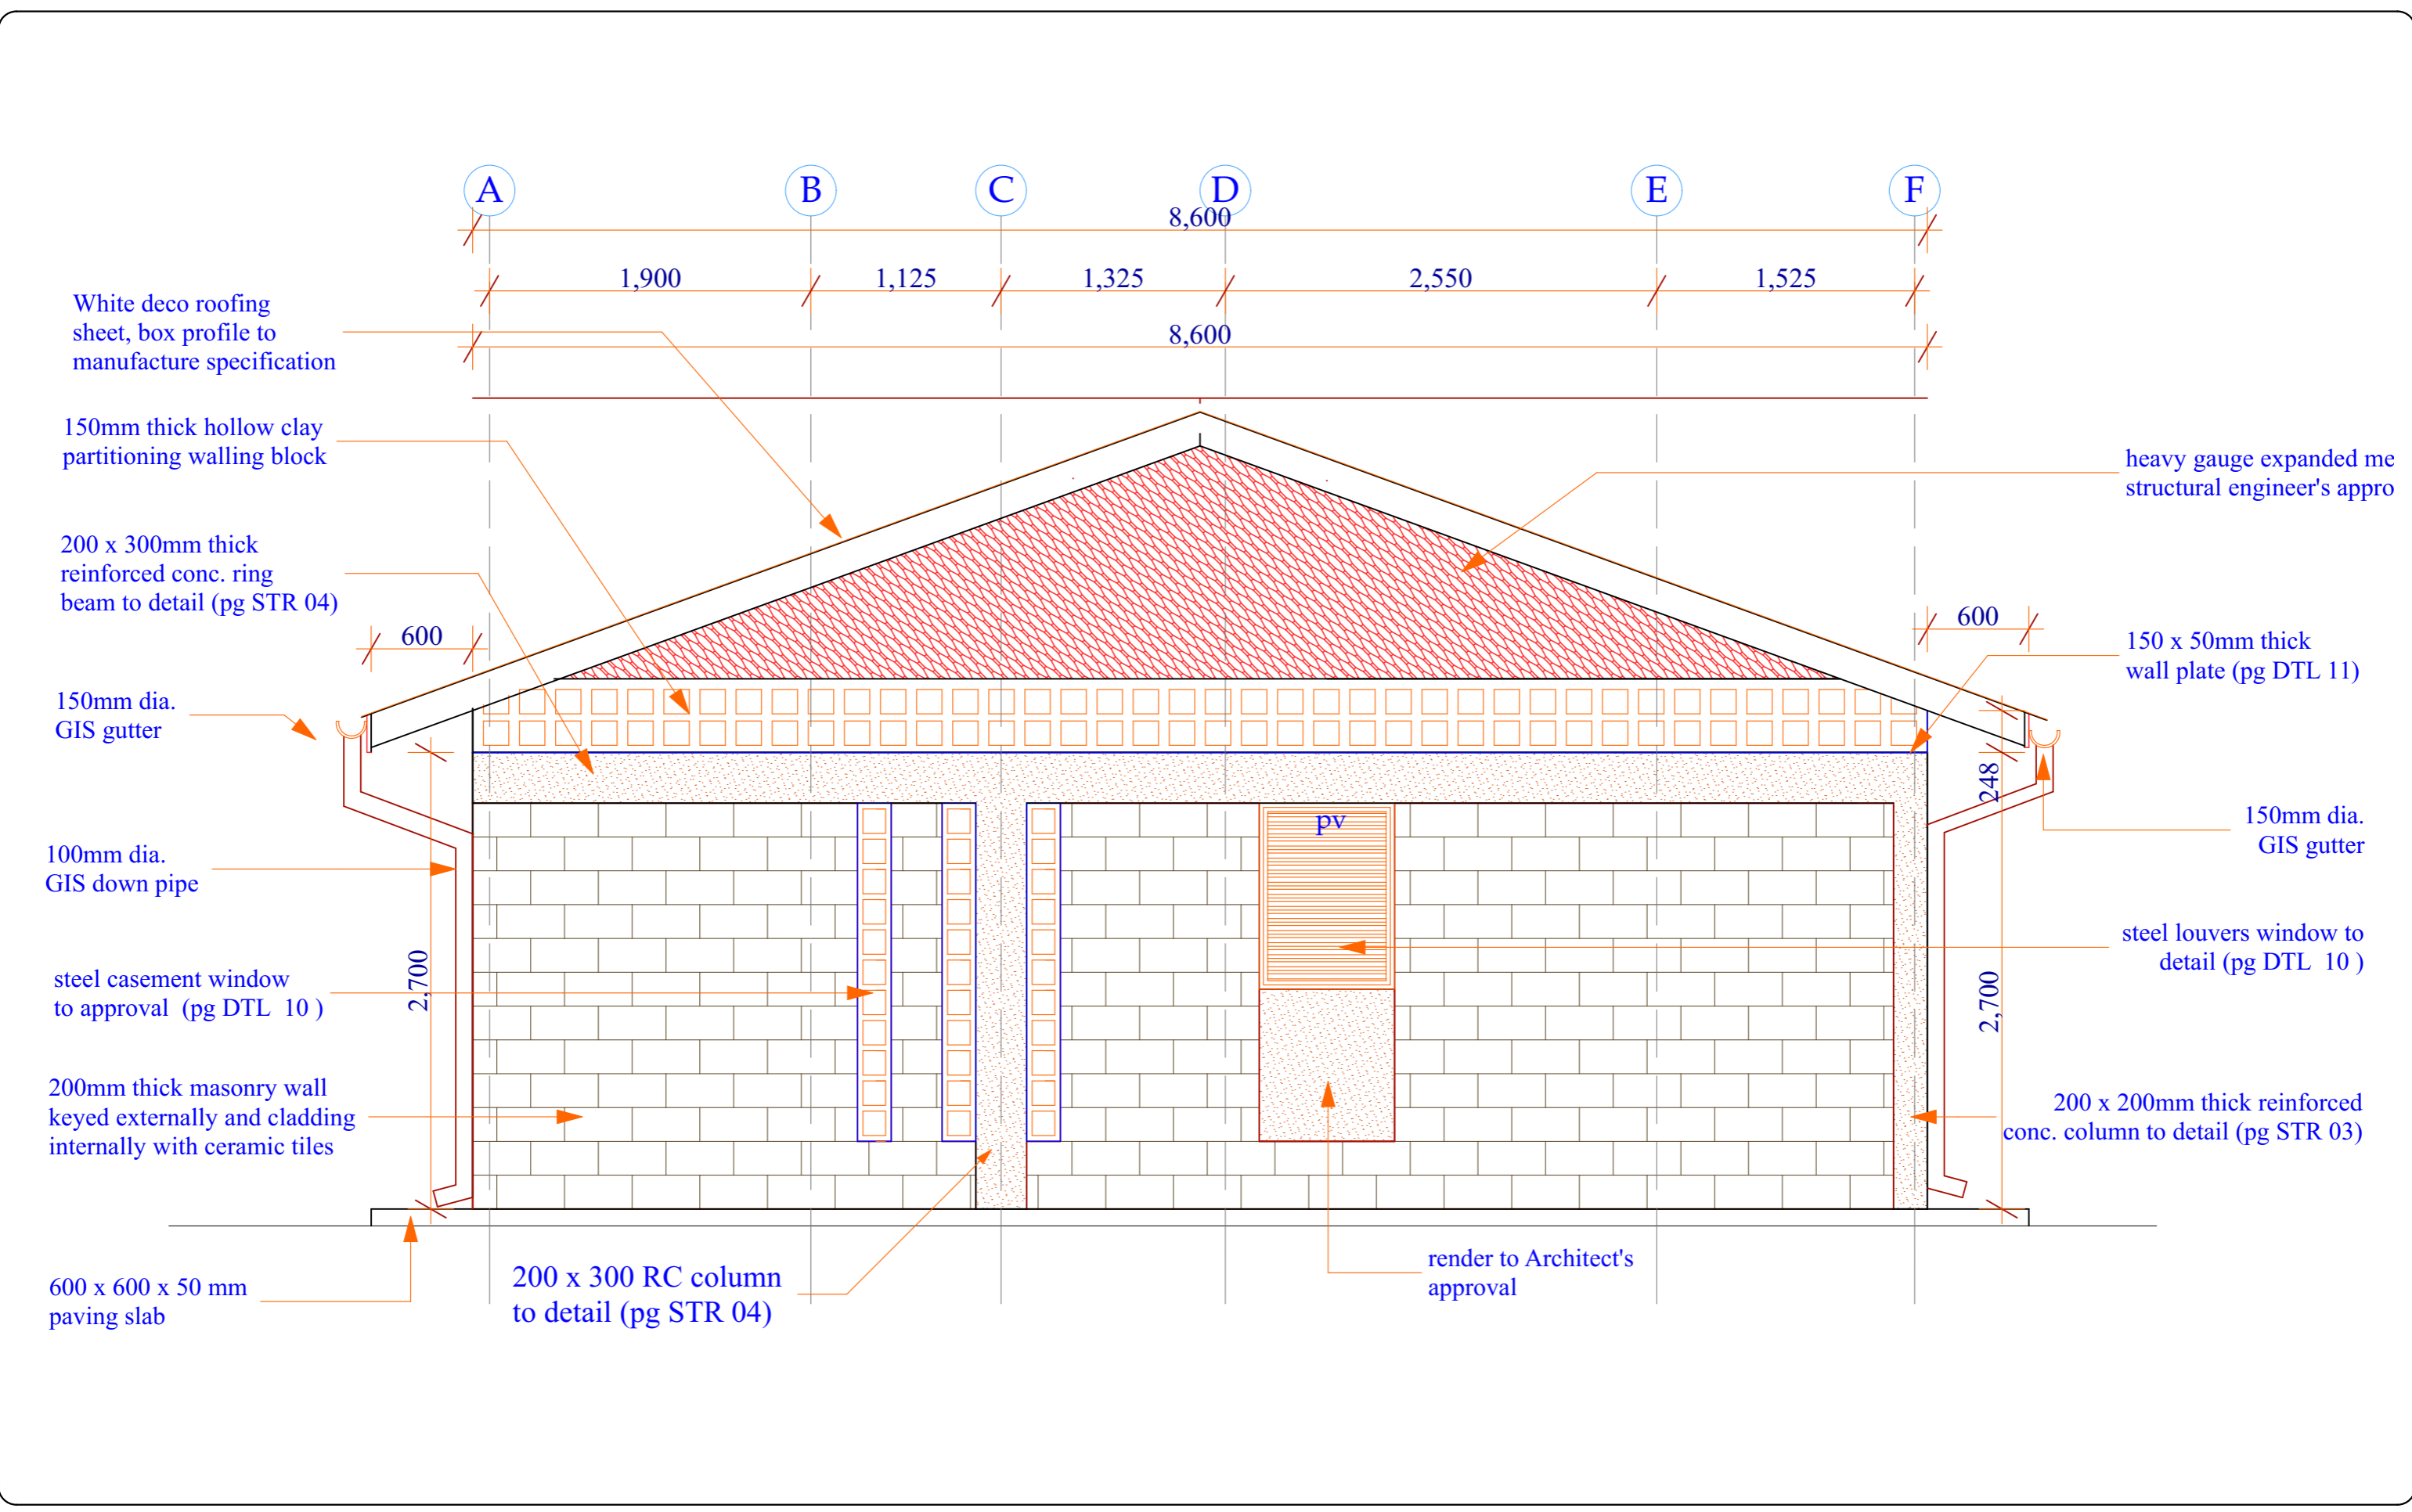 A B C D E F
8,600
1,900 1,125 1,325 2,550 1,525
8,600
White deco roofing
sheet, box profile to
manufacture specification
150mm thick hollow clay
partitioning walling block
200 x 300mm thick
reinforced conc. ring
beam to detail (pg STR 04)
600
150mm dia.
GIS gutter
100mm dia.
GIS down pipe
2,700
steel casement window
to approval (pg DTL 10 )
200mm thick masonry wall
keyed externally and cladding
internally with ceramic tiles
600 x 600 x 50 mm
paving slab
200 x 300 RC column
to detail (pg STR 04)
pv
heavy gauge expanded me
structural engineer's appro
600
150 x 50mm thick
wall plate (pg DTL 11)
248
150mm dia.
GIS gutter
steel louvers window to
detail (pg DTL 10 )
2,700
200 x 200mm thick reinforced
conc. column to detail (pg STR 03)
render to Architect's
approval